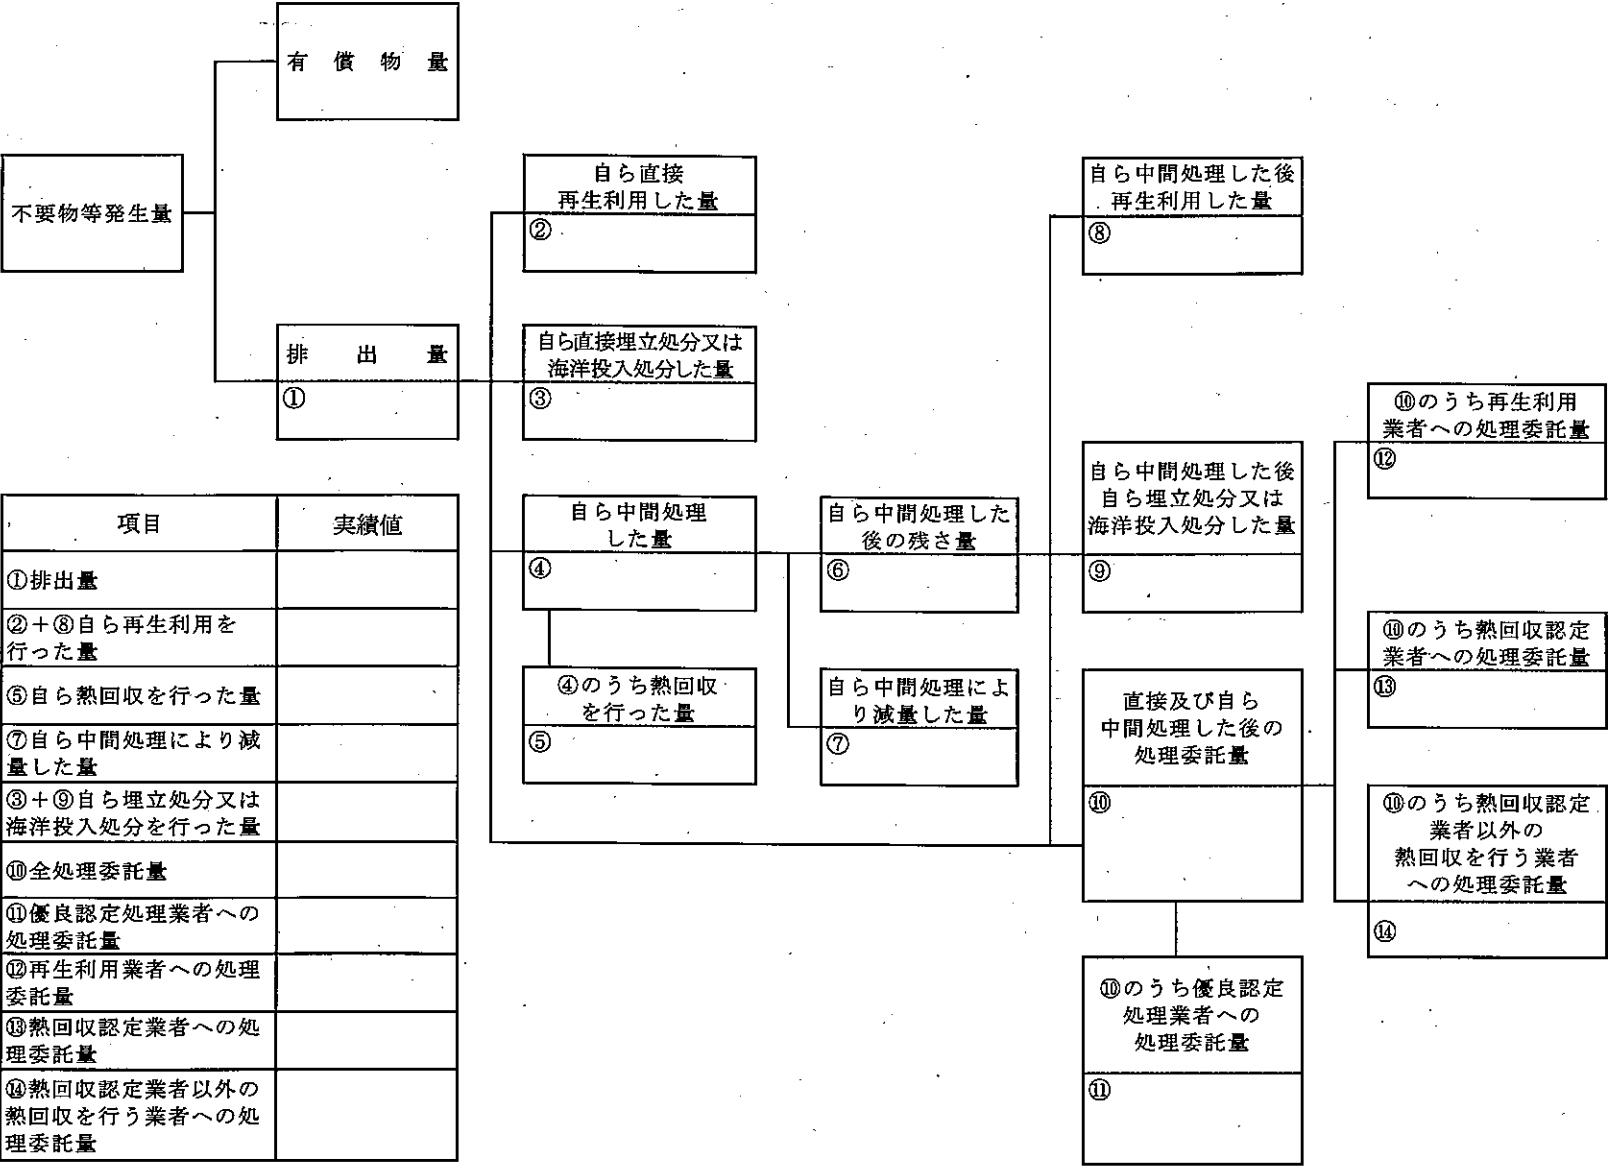 有償物量
不要物等発生量
自ら直接
再生利用した量
②
自ら中間処理した後
再生利用した量
⑧
排出量
①
自ら直接埋立処分又は
海洋投入処分した量
③
⑩のうち再生利用
業者への処理委託量
⑫
自ら中間処理
した量
④
自ら中間処理した
後の残さ量
⑥
自ら中間処理した後
自ら埋立処分又は
海洋投入処分した量
⑨
⑩のうち熱回収認定
業者への処理委託量
⑬
④のうち熱回収
を行った量
⑤
自ら中間処理によ
り減量した量
⑦
直接及び自ら
中間処理した後の
処理委託量
⑩
⑩のうち熱回収認定
業者以外の
熱回収を行う業者
への処理委託量
⑭
⑩のうち優良認定
処理業者への
処理委託量
⑪
項目 実績値
①排出量
②+⑧自ら再生利用を
行った量
⑤自ら熱回収を行った量
⑦自ら中間処理により減
量した量
③+⑨自ら埋立処分又は
海洋投入処分を行った量
⑩全処理委託量
⑪優良認定処理業者への
処理委託量
⑫再生利用業者への処理
委託量
⑬熱回収認定業者への処
理委託量
⑭熱回収認定業者以外の
熱回収を行う業者への処
理委託量